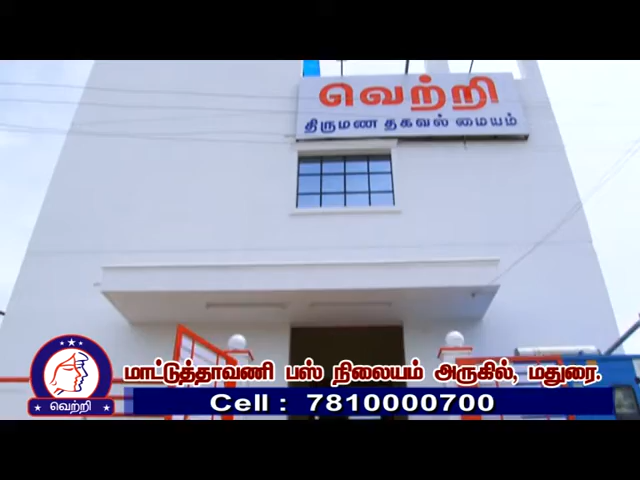 வெற்றி
திருமண தகவல் மையம்
மாட்டுத்தாவணி பஸ் நிலையம் அருகில், மதுரை.
Cell : 7810000700
வெற்றி